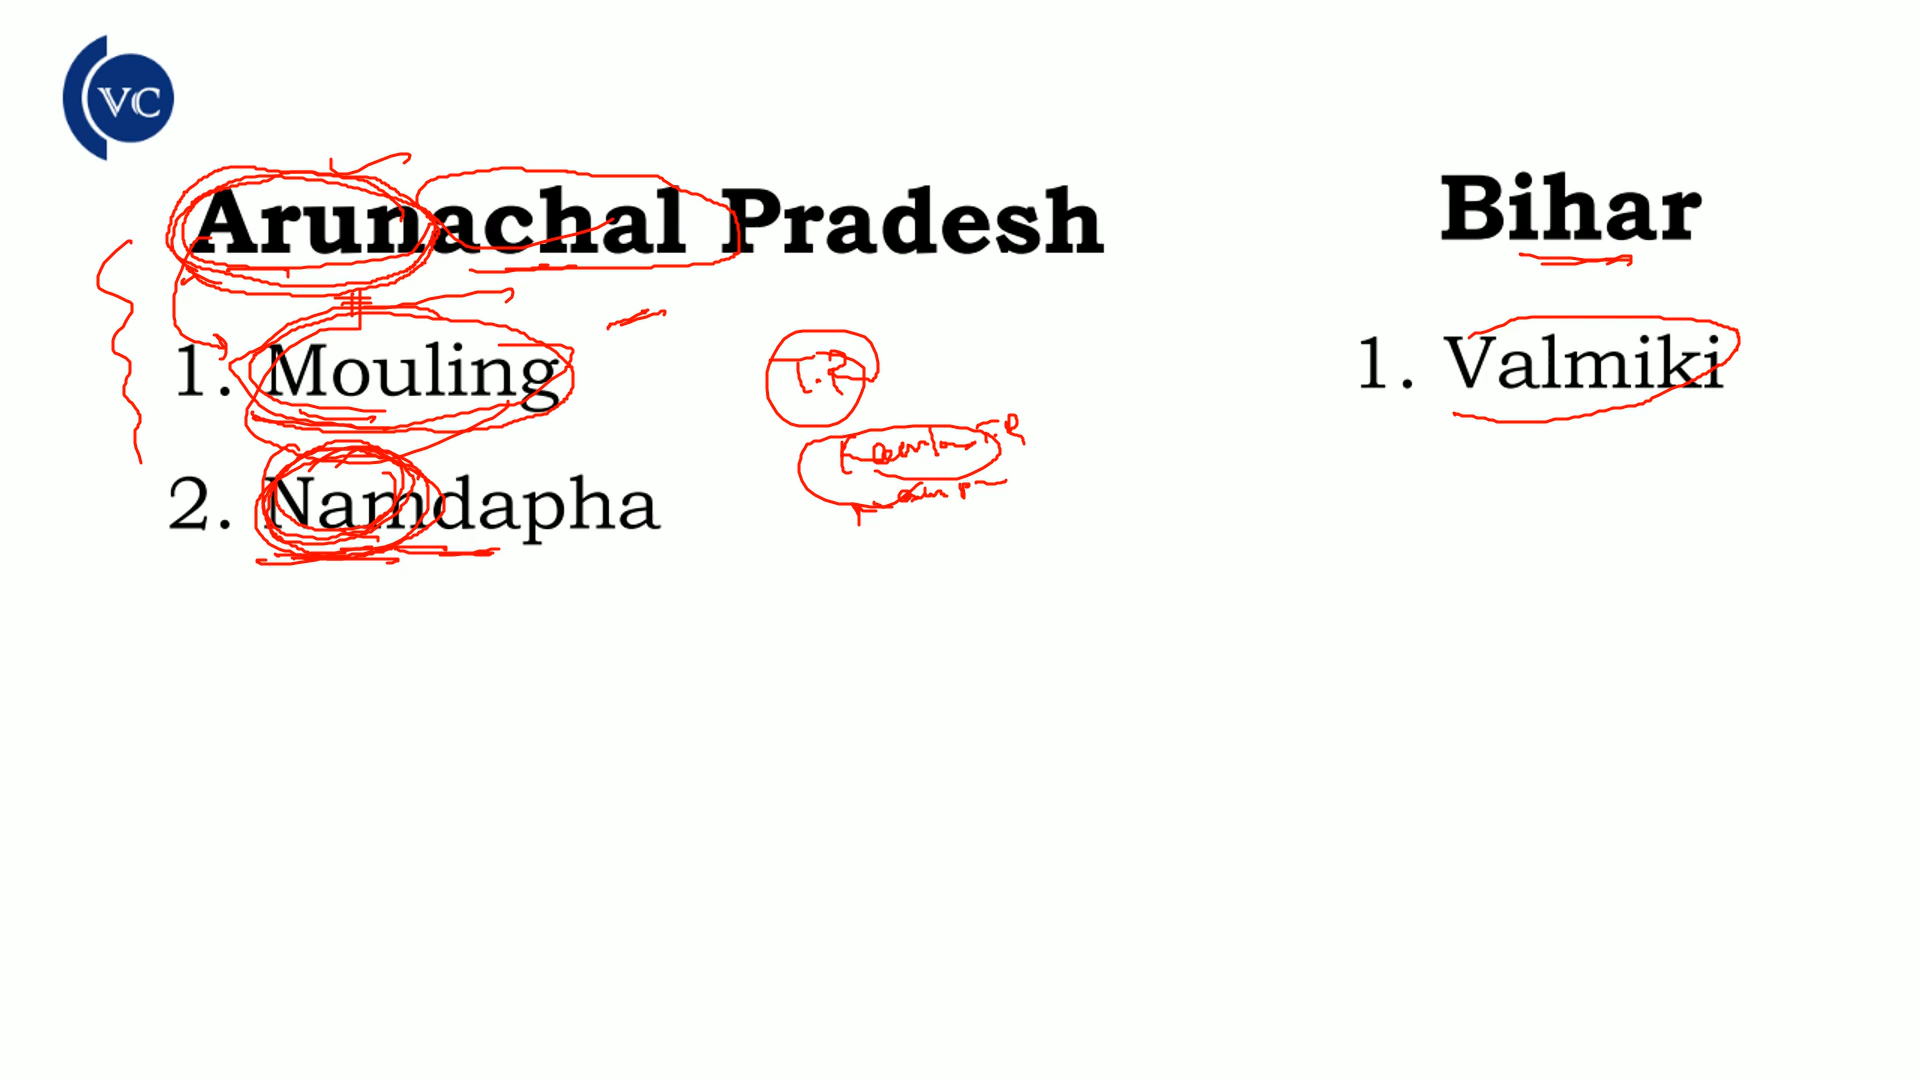 VC
Arunachal Pradesh
1. Mouling
2. Namdapha
T.R
Bihar
1. Valmiki